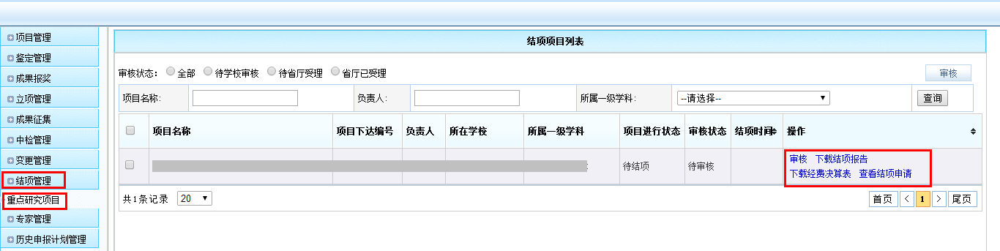 项目管理
鉴定管理
成果报奖
立项管理
成果征集
中检管理
变更管理
结项管理
重点研究项目
专家管理
历史申报计划管理
结项项目列表
审核状态: 全部 待学校审核 待省厅受理 省厅已受理 审核
项目名称: 负责人: 所属一级学科: --请选择-- 查询
项目名称 项目下达编号 负责人 所在学校 所属一级学科 项目进行状态 审核状态 结项时间 操作
待结项 待审核 审核 下载结项报告
下载经费决算表 查看结项申请
共1条记录 20 首页 < 1 > 尾页